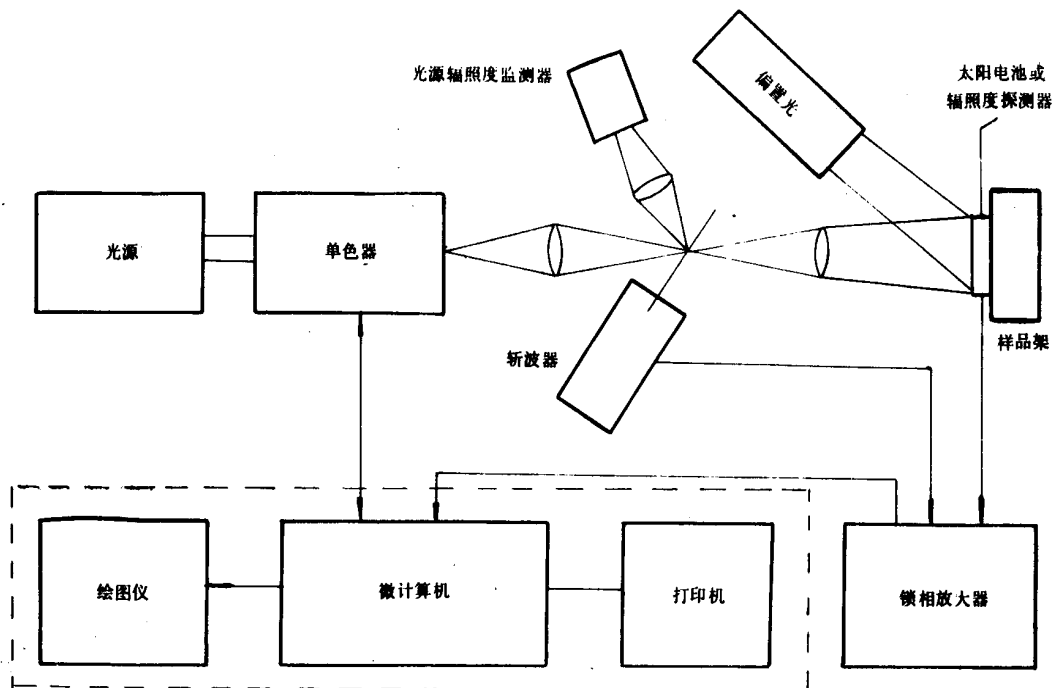 光源辐照度监测器
偏置光
太阳电池或
辐照度探测器
光源
单色器
斩波器
样品架
绘图仪
微计算机
打印机
锁相放大器